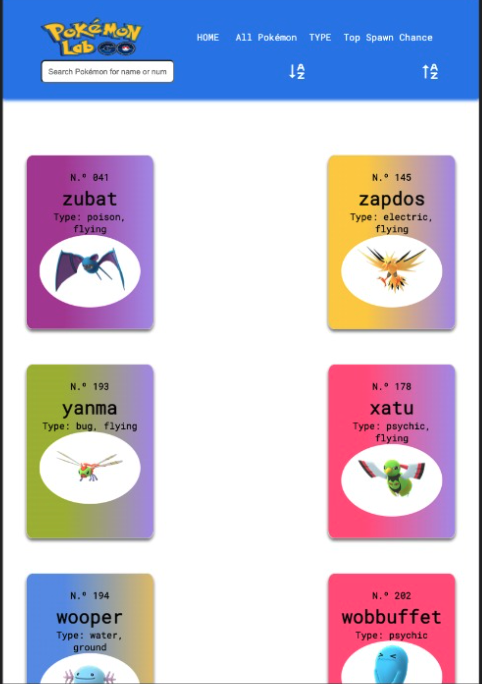 POKÉMON
Lab GO
HOME All Pokémon TYPE Top Spawn Chance
Search Pokémon for name or num
↓A
Z
↑A
Z
N.º 041
zubat
Type: poison,
flying
N.º 145
zapdos
Type: electric,
flying
N.º 193
yanma
Type: bug, flying
N.º 178
xatu
Type: psychic,
flying
N.º 194
wooper
Type: water,
ground
N.º 202
wobbuffet
Type: psychic